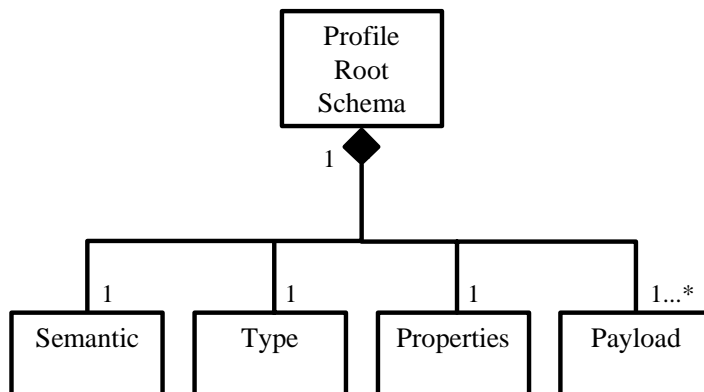 Profile
Root
Schema
1
1
1
1
1...*
Semantic
Type
Properties
Payload